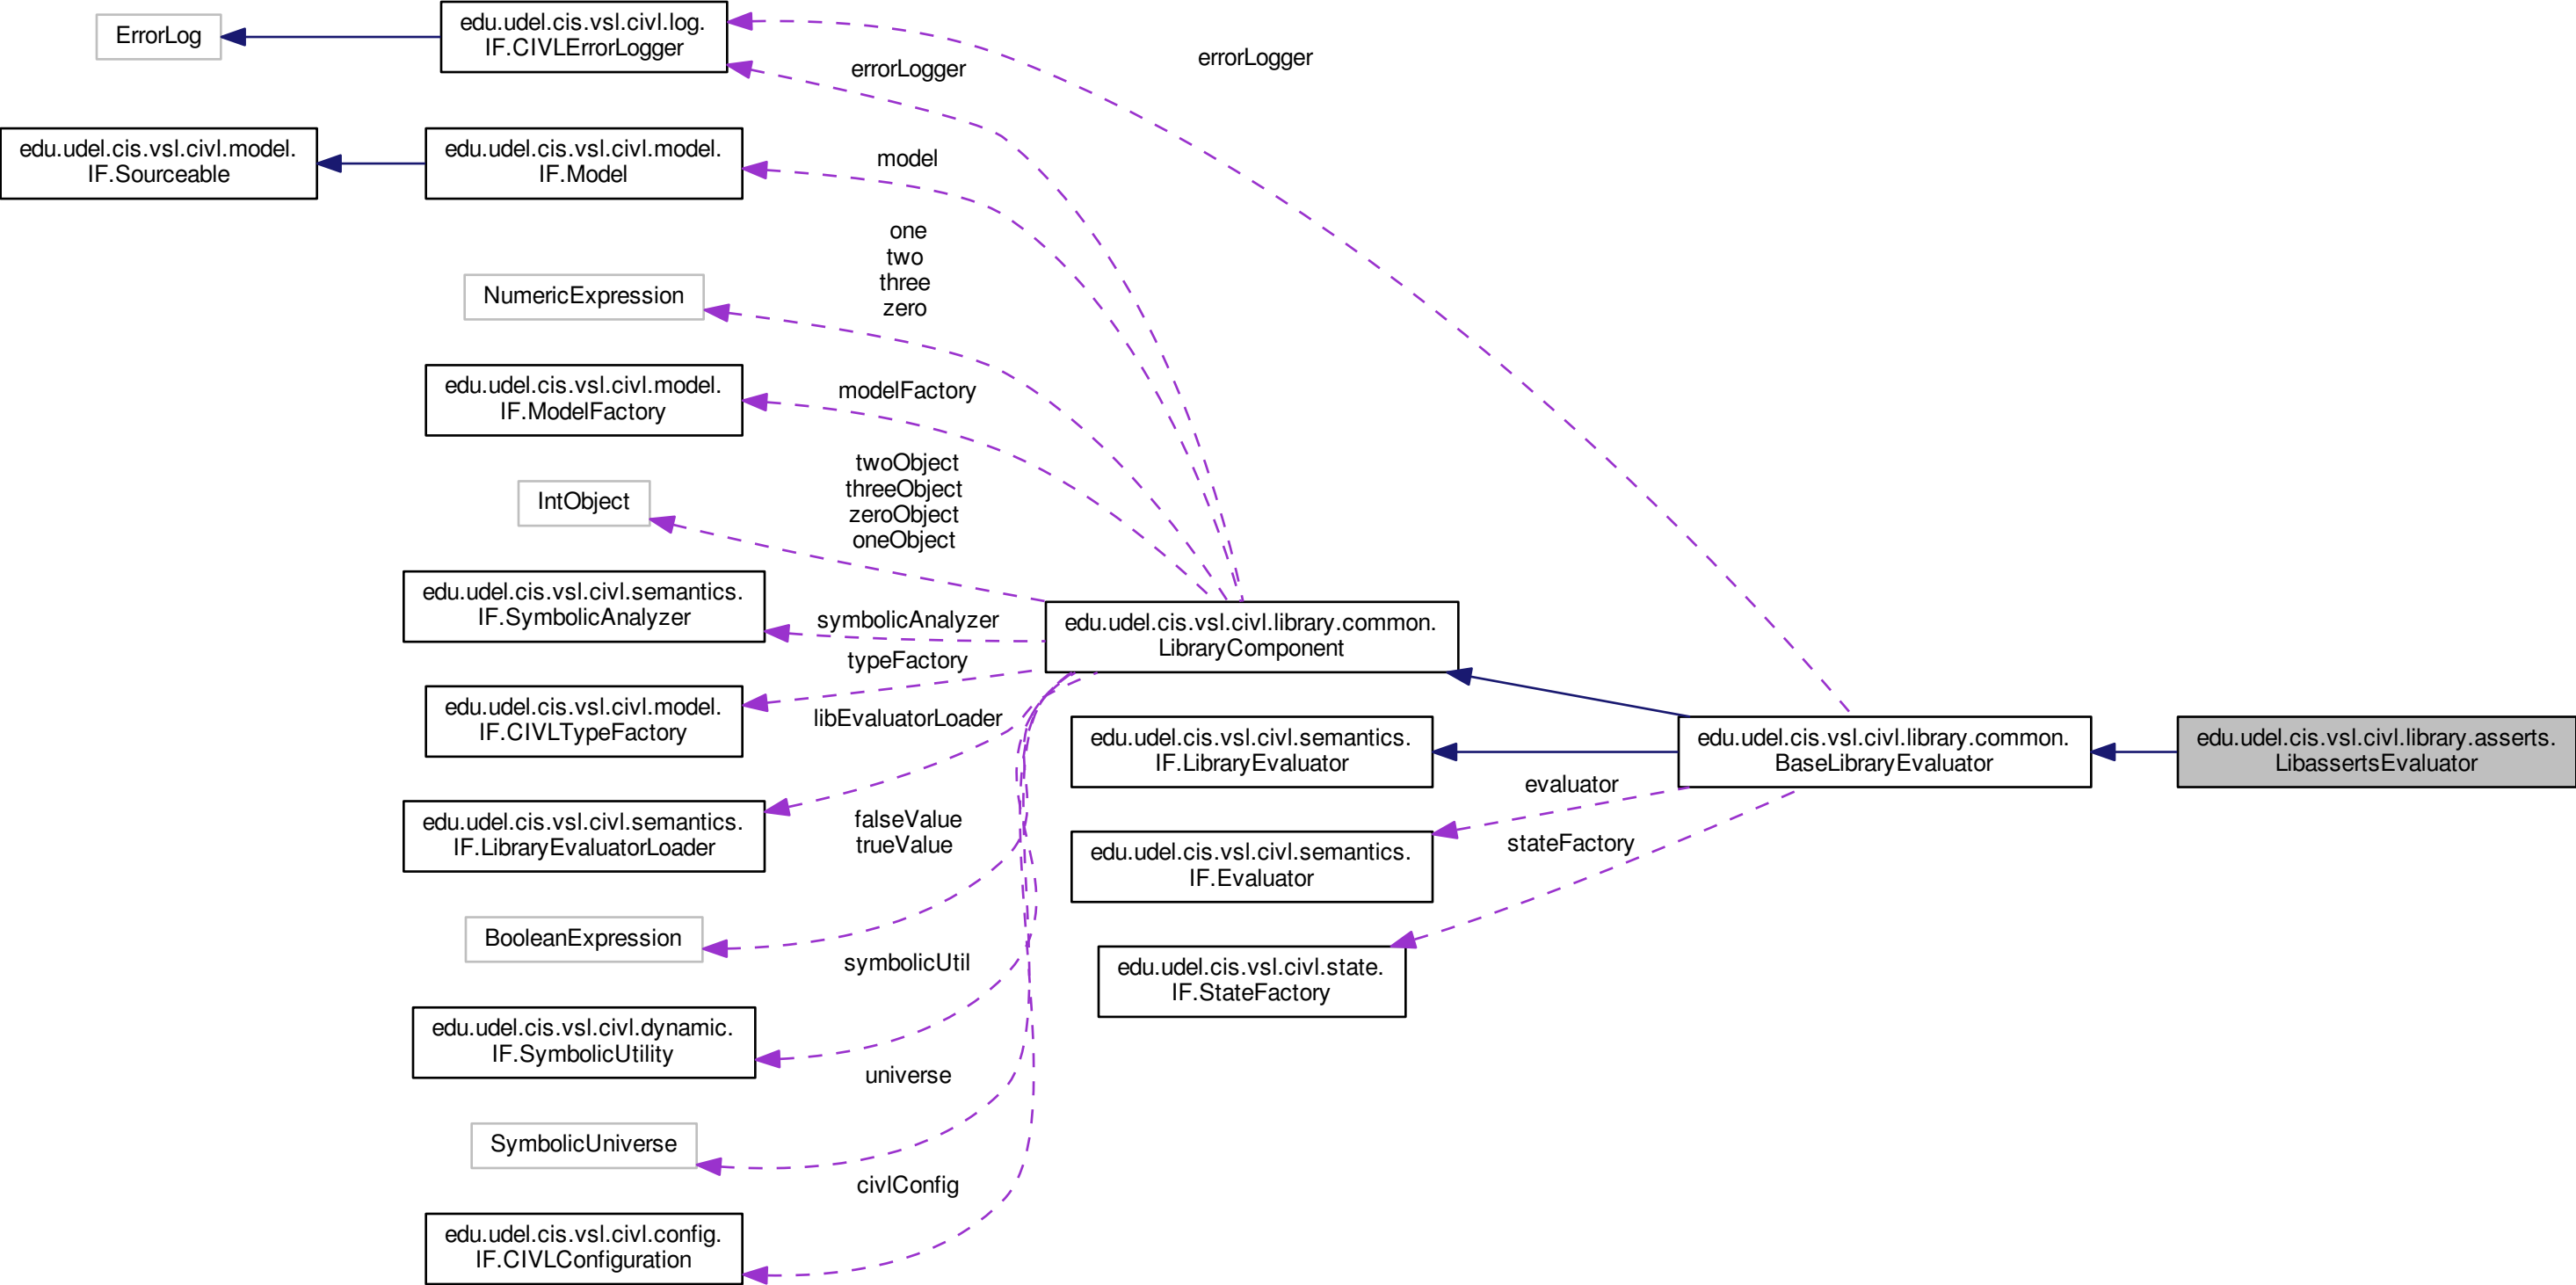 ErrorLog
edu.udel.cis.vsl.civl.log.
IF.CIVLErrorLogger
errorLogger
errorLogger
edu.udel.cis.vsl.civl.model.
IF.Sourceable
edu.udel.cis.vsl.civl.model.
IF.Model
model
one
two
three
zero
NumericExpression
edu.udel.cis.vsl.civl.model.
IF.ModelFactory
modelFactory
twoObject
threeObject
zeroObject
oneObject
IntObject
edu.udel.cis.vsl.civl.semantics.
IF.SymbolicAnalyzer
symbolicAnalyzer
edu.udel.cis.vsl.civl.library.common.
LibraryComponent
typeFactory
edu.udel.cis.vsl.civl.model.
IF.CIVLTypeFactory
libEvaluatorLoader
edu.udel.cis.vsl.civl.semantics.
IF.LibraryEvaluator
edu.udel.cis.vsl.civl.library.common.
BaseLibraryEvaluator
edu.udel.cis.vsl.civl.library.asserts.
LibassertsEvaluator
edu.udel.cis.vsl.civl.semantics.
IF.LibraryEvaluatorLoader
falseValue
trueValue
evaluator
edu.udel.cis.vsl.civl.semantics.
IF.Evaluator
stateFactory
BooleanExpression
symbolicUtil
edu.udel.cis.vsl.civl.state.
IF.StateFactory
edu.udel.cis.vsl.civl.dynamic.
IF.SymbolicUtility
universe
SymbolicUniverse
civlConfig
edu.udel.cis.vsl.civl.config.
IF.CIVLConfiguration